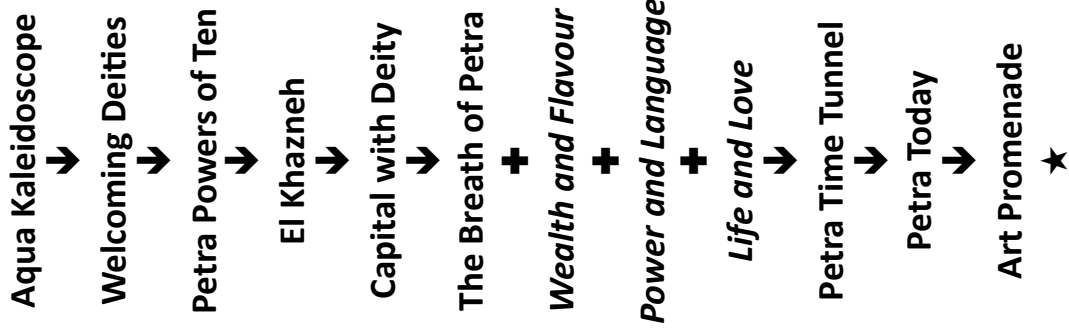 Aqua Kaleidoscope
Welcoming Deities
Petra Powers of Ten
El Khazneh
Capital with Deity
The Breath of Petra
Wealth and Flavour
Power and Language
Life and Love
Petra Time Tunnel
Petra Today
Art Promenade